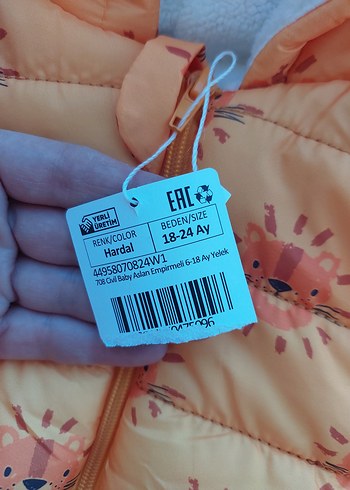 YERLİ
ÜRETİM
EAC
RENK/COLOR
Hardal
BEDEN/SIZE
18-24 Ay
44958070824W1
708 Civil Baby Aslan Empirmeli 6-18 Ay Yelek